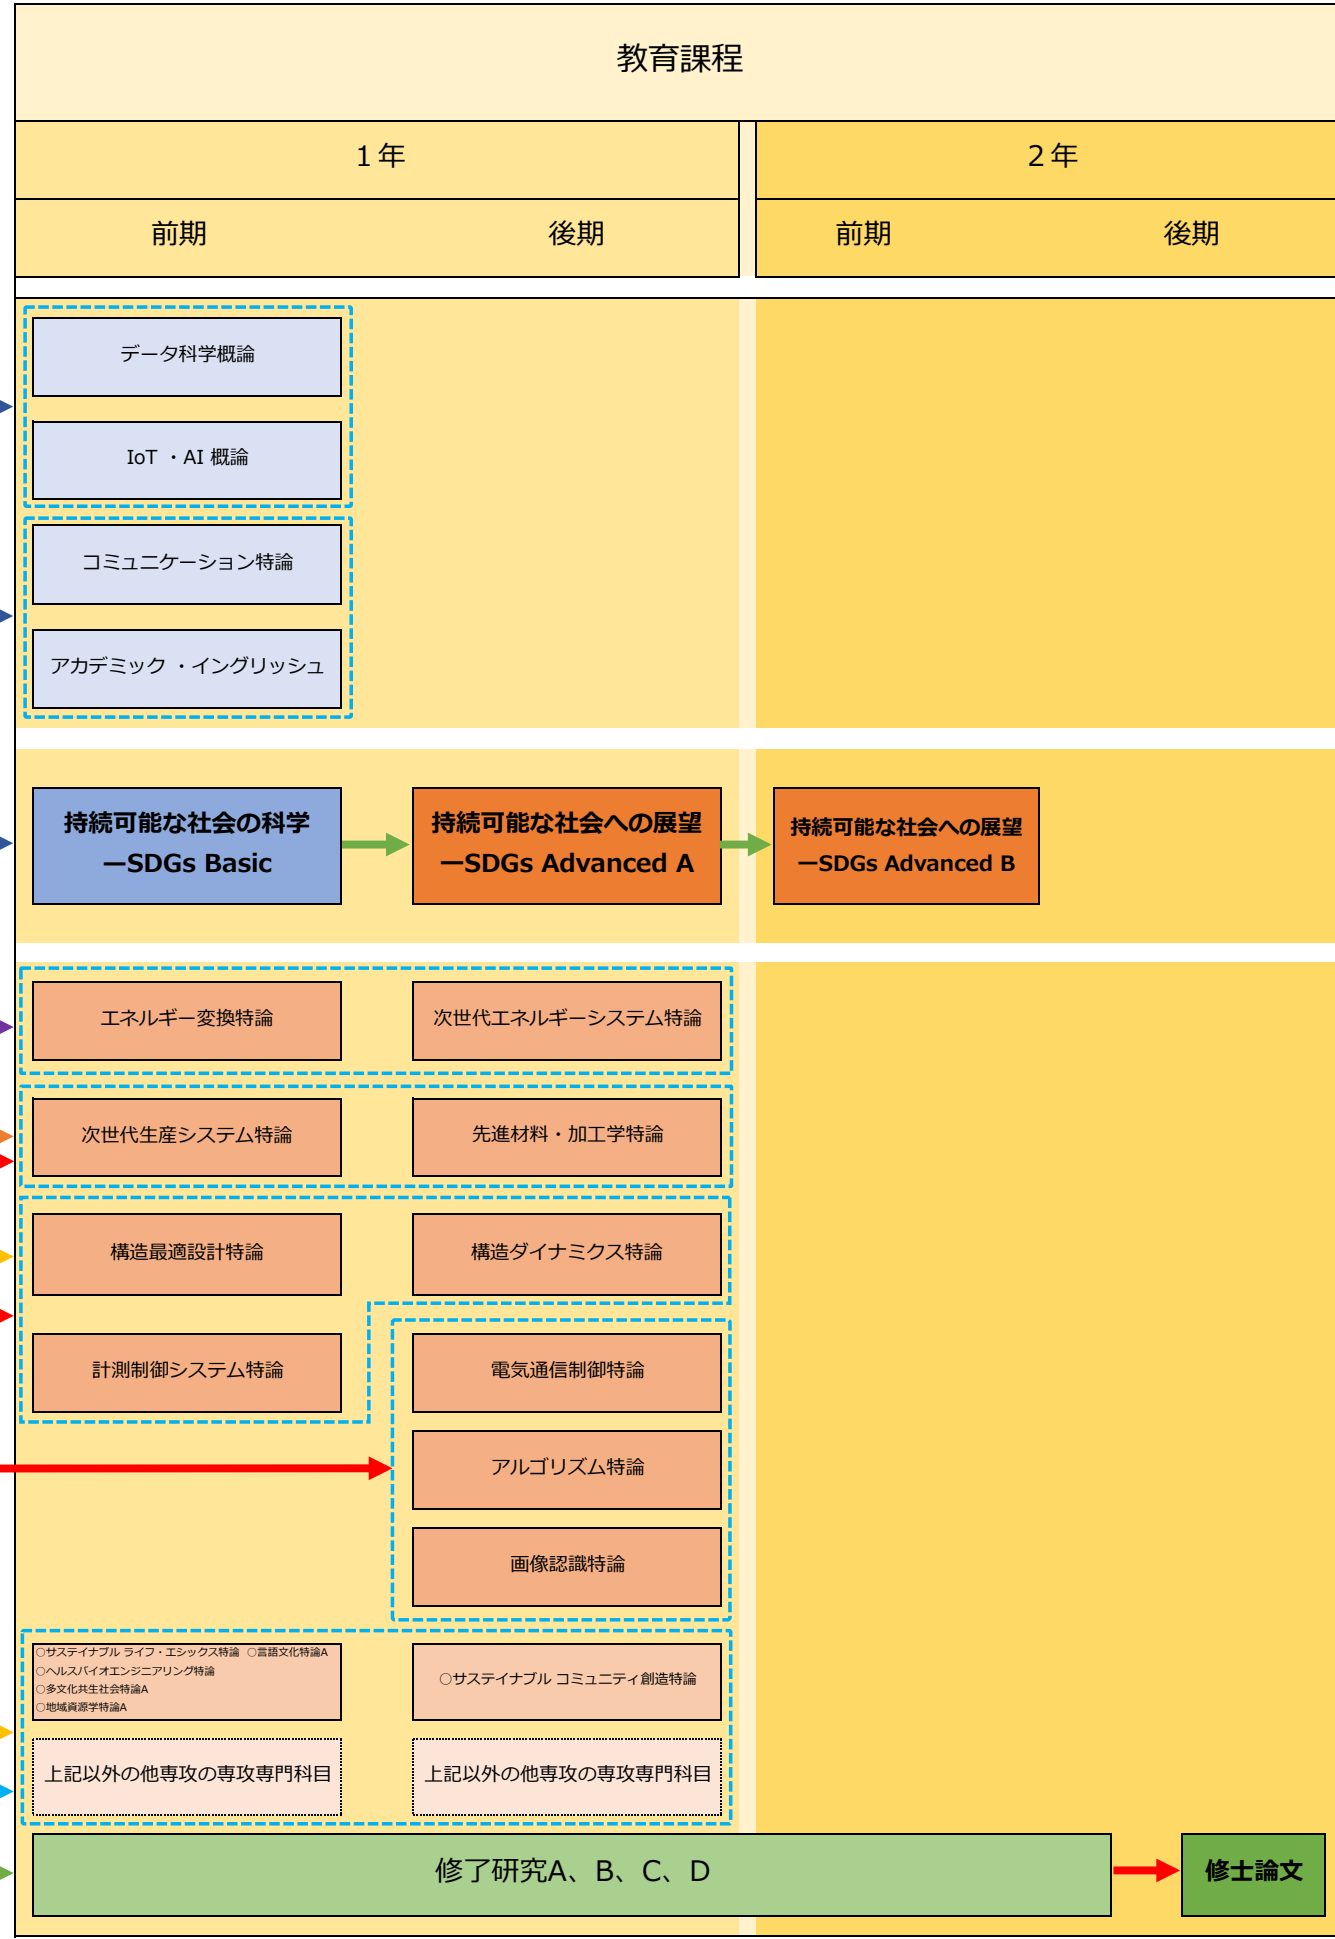 教育課程
１年
２年
前期
後期
前期
後期
データ科学概論
IoT ・AI 概論
コミュニケーション特論
アカデミック ・イングリッシュ
持続可能な社会の科学
ーSDGs Basic
持続可能な社会への展望
ーSDGs Advanced A
持続可能な社会への展望
ーSDGs Advanced B
エネルギー変換特論
次世代エネルギーシステム特論
次世代生産システム特論
先進材料・加工学特論
構造最適設計特論
構造ダイナミクス特論
計測制御システム特論
電気通信制御特論
アルゴリズム特論
画像認識特論
○サステイナブル ライフ・エシックス特論 ○言語文化特論A
○ヘルスバイオエンジニアリング特論
○多文化共生社会特論A
○地域資源学特論A
○サステイナブル コミュニティ創造特論
上記以外の他専攻の専攻専門科目
上記以外の他専攻の専攻専門科目
修了研究A、B、C、D
修士論文